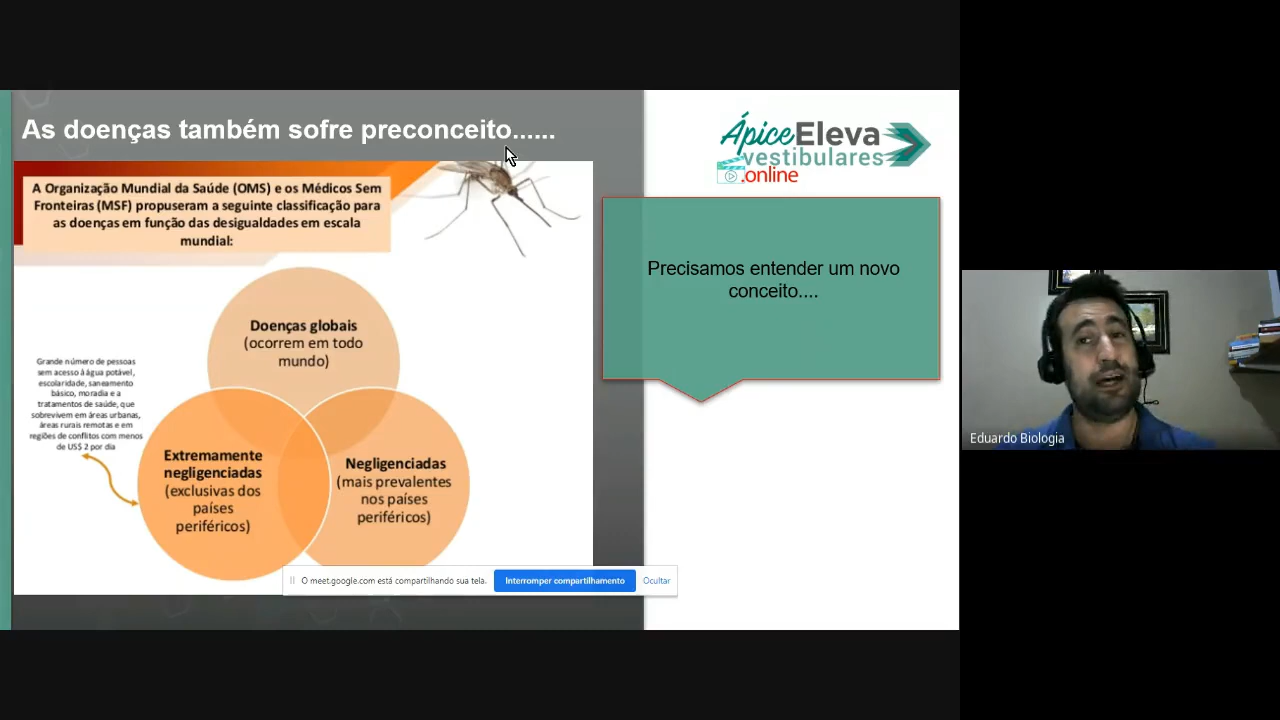 As doenças também sofre preconceito......
A Organização Mundial da Saúde (OMS) e os Médicos Sem
Fronteiras (MSF) propuseram a seguinte classificação para
as doenças em função das desigualdades em escala
mundial:
Doenças globais
(ocorrem em todo
mundo)
Grande número de pessoas
sem acesso à água potável,
escolaridade, saneamento
básico, moradia e a
tratamentos de saúde, que
sobrevivem em áreas urbanas,
áreas rurais remotas e em
regiões de conflitos com menos
de US$ 2 por dia
Extremamente
negligenciadas
(exclusivas dos
países
periféricos)
Negligenciadas
(mais prevalentes
nos países
periféricos)
ÁpiceEleva
vestibulares
.online
Precisamos entender um novo
conceito....
O meet.google.com está compartilhando sua tela.
Interromper compartilhamento
Ocultar
Eduardo Biologia